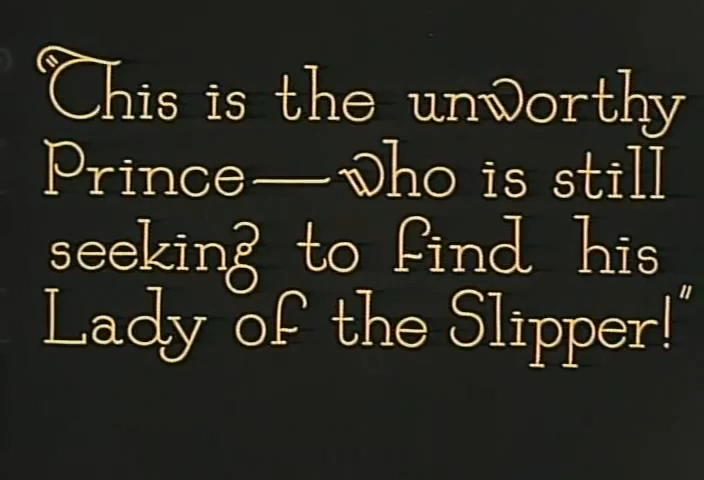 "This is the unworthy
Prince—who is still
seeking to find his
Lady of the Slipper!"